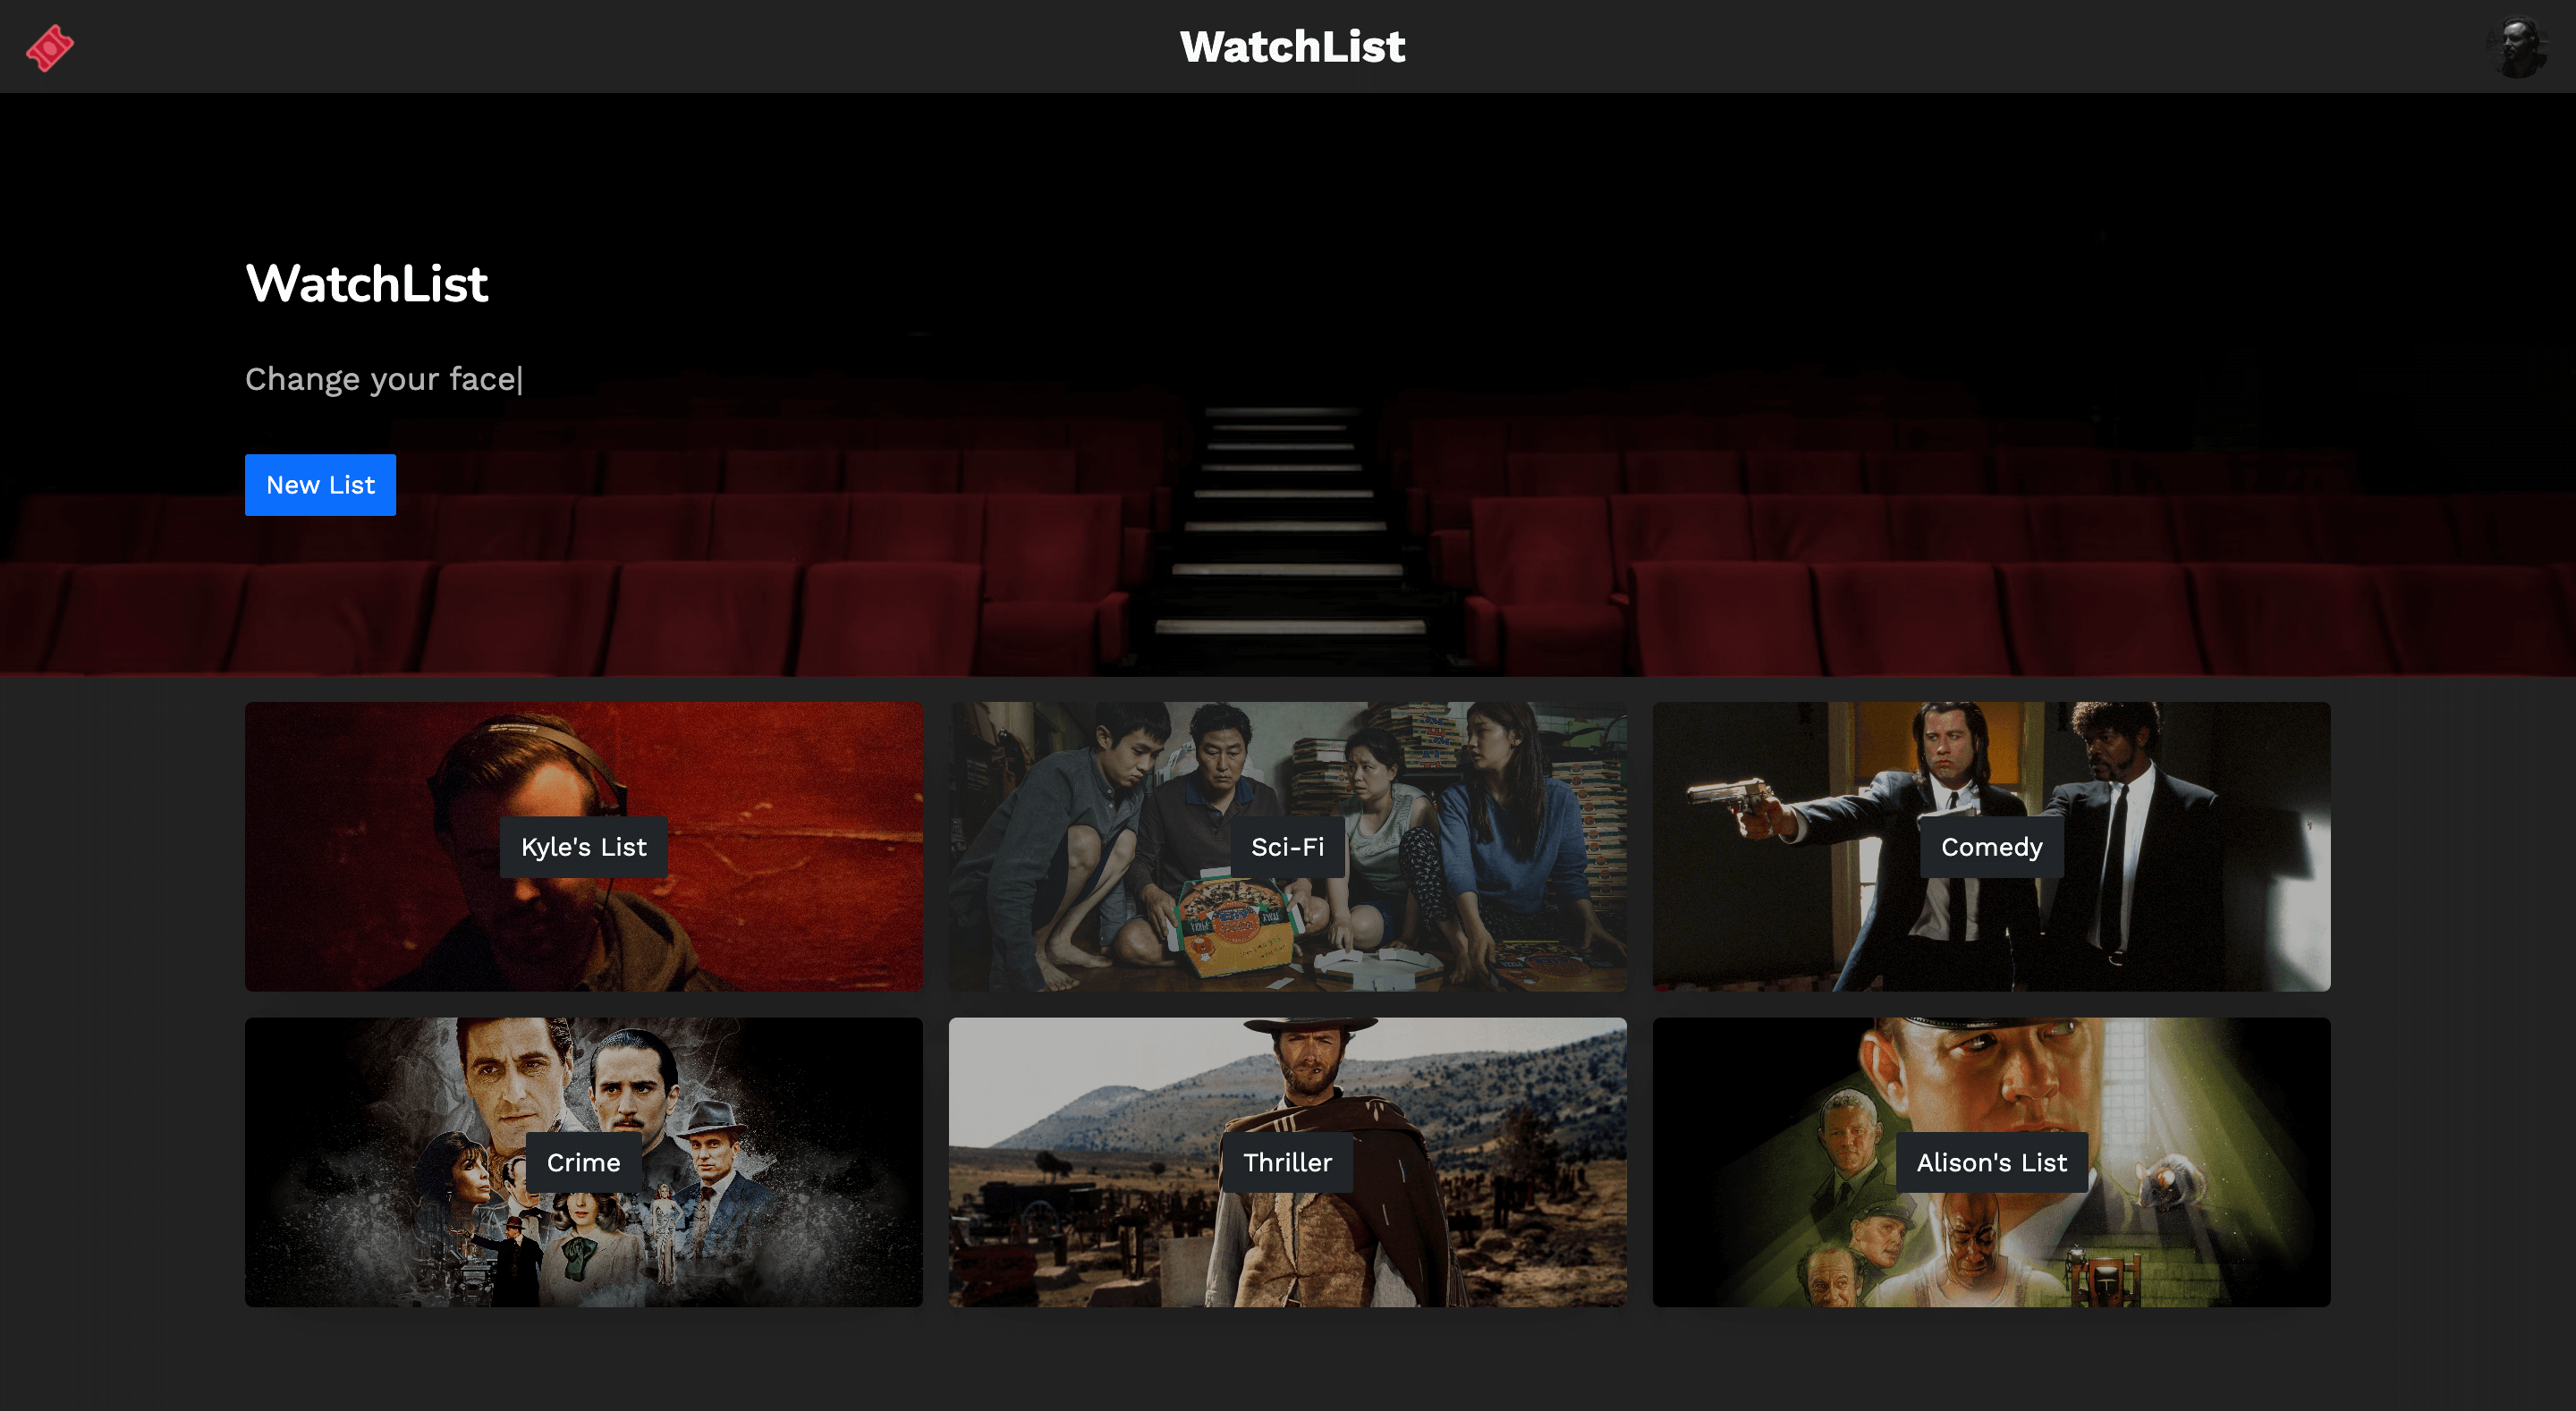 WatchList
WatchList
Change your face|
New List
Kyle's List
Sci-Fi
Comedy
Crime
Thriller
Alison's List